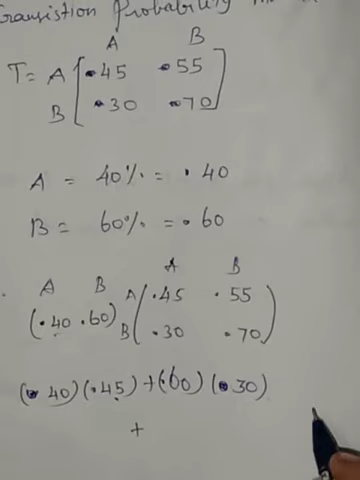 Transistion Probability
A B
T = A [ .45 .55 ]
B [ .30 .70 ]
A = 40% = .40
B = 60% = .60
A B A B
(.40 .60) A ( .45 .55 )
B ( .30 .70 )
(.40)(.45) + (.60)(.30)
+